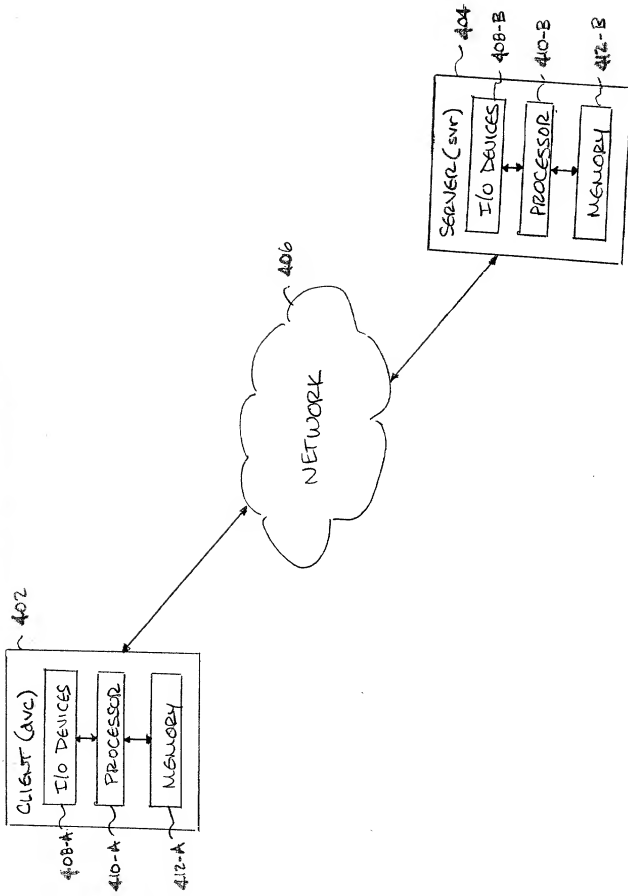 CLIENT (dvc)
402
I/O DEVICES
408-A
PROCESSOR
410-A
MEMORY
412-A
NETWORK
406
SERVER (svr)
404
I/O DEVICES
408-B
PROCESSOR
410-B
MEMORY
412-B